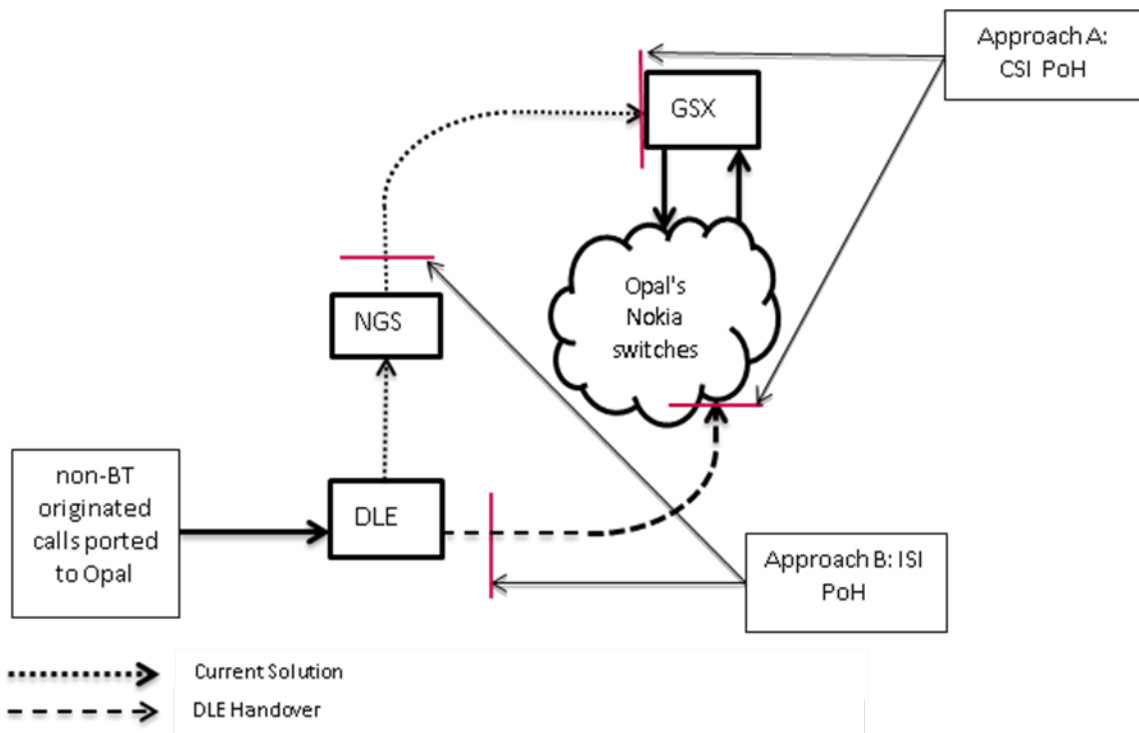 Approach A:
CSI PoH
GSX
Opal's
Nokia
switches
NGS
non-BT
originated
calls ported
to Opal
DLE
Approach B: ISI
PoH
Current Solution
DLE Handover